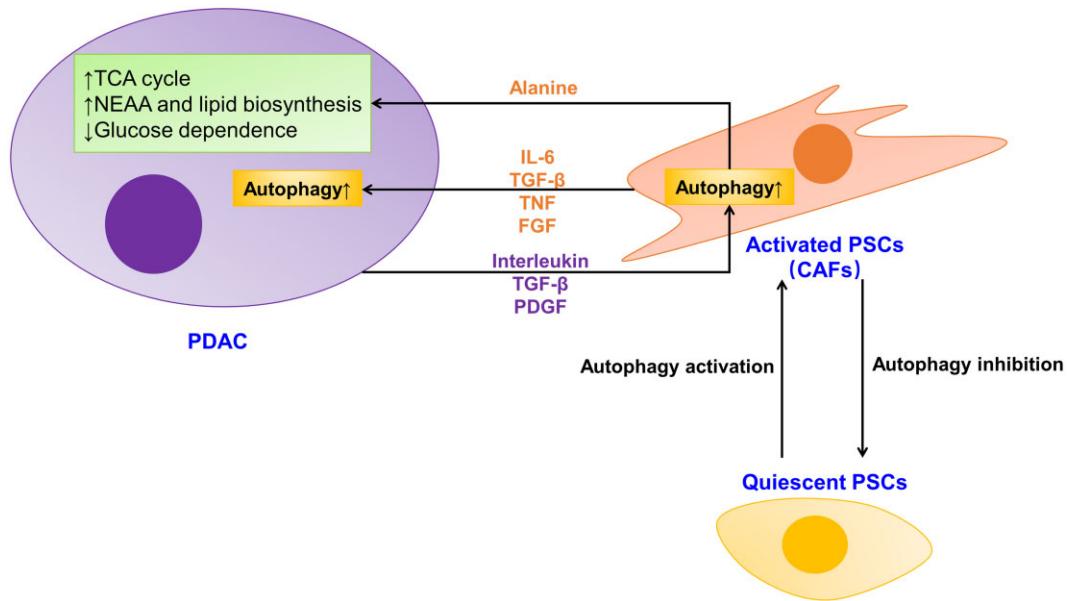 ↑TCA cycle
↑NEAA and lipid biosynthesis
↓Glucose dependence
Alanine
Autophagy↑
IL-6
TGF-β
TNF
FGF
Autophagy↑
Interleukin
TGF-β
PDGF
PDAC
Activated PSCs
(CAFs)
Autophagy activation
Autophagy inhibition
Quiescent PSCs